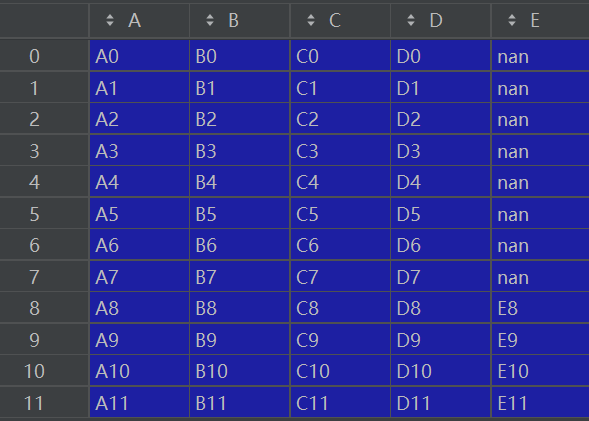 A B C D E
0 A0 B0 C0 D0 nan
1 A1 B1 C1 D1 nan
2 A2 B2 C2 D2 nan
3 A3 B3 C3 D3 nan
4 A4 B4 C4 D4 nan
5 A5 B5 C5 D5 nan
6 A6 B6 C6 D6 nan
7 A7 B7 C7 D7 nan
8 A8 B8 C8 D8 E8
9 A9 B9 C9 D9 E9
10 A10 B10 C10 D10 E10
11 A11 B11 C11 D11 E11